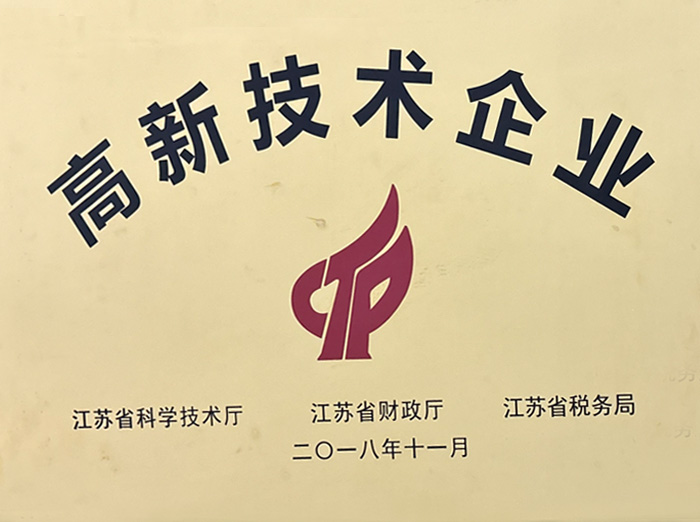 高新技术企业
CTP
江苏省科学技术厅 江苏省财政厅 江苏省税务局
二〇一八年十一月